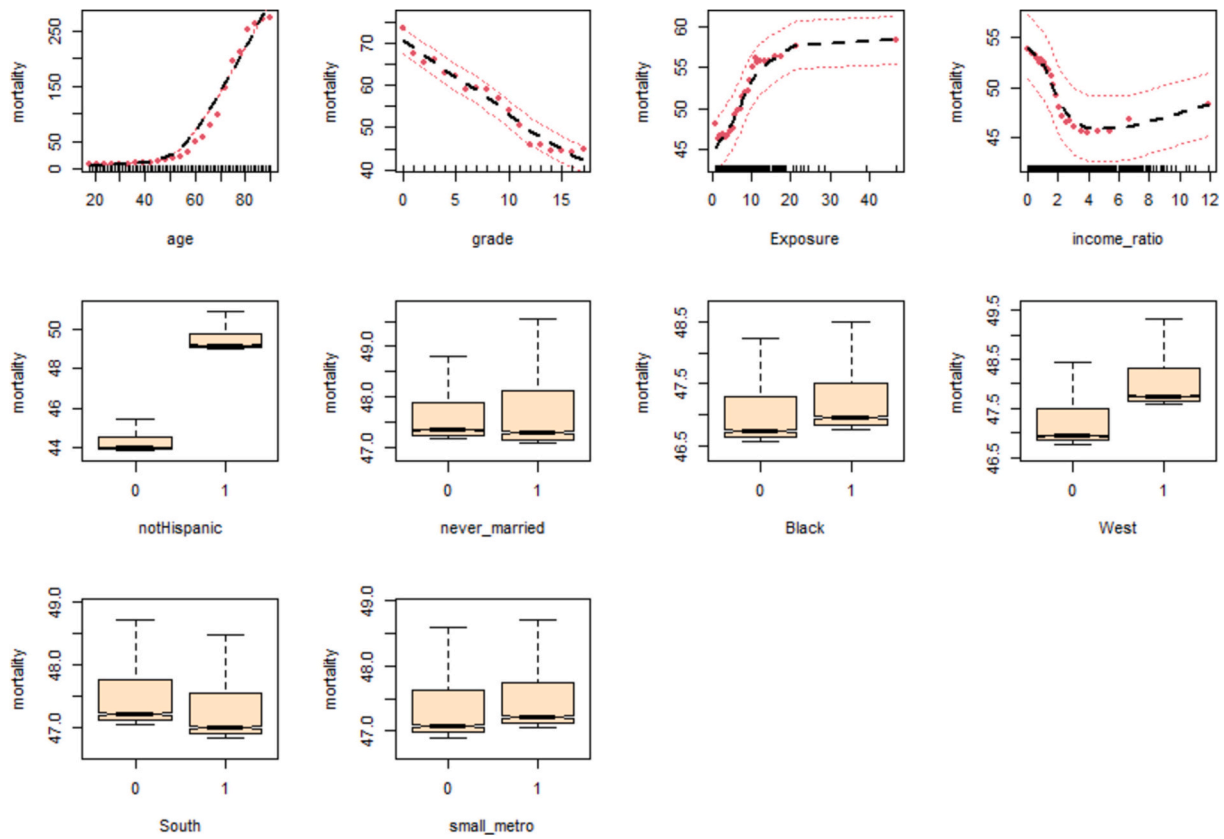 mortality
0 50 150 250
20 40 60 80
age
mortality
40 50 60 70
0 5 10 15
grade
mortality
45 50 55 60
0 10 20 30 40
Exposure
mortality
45 50 55
0 2 4 6 8 10 12
income_ratio
mortality
44 46 48 50
0 1
notHispanic
mortality
47.0 48.0 49.0
0 1
never_married
mortality
46.5 47.5 48.5
0 1
Black
mortality
46.5 47.5 48.5 49.5
0 1
West
mortality
47.0 48.0 49.0
0 1
South
mortality
47.0 48.0 49.0
0 1
small_metro